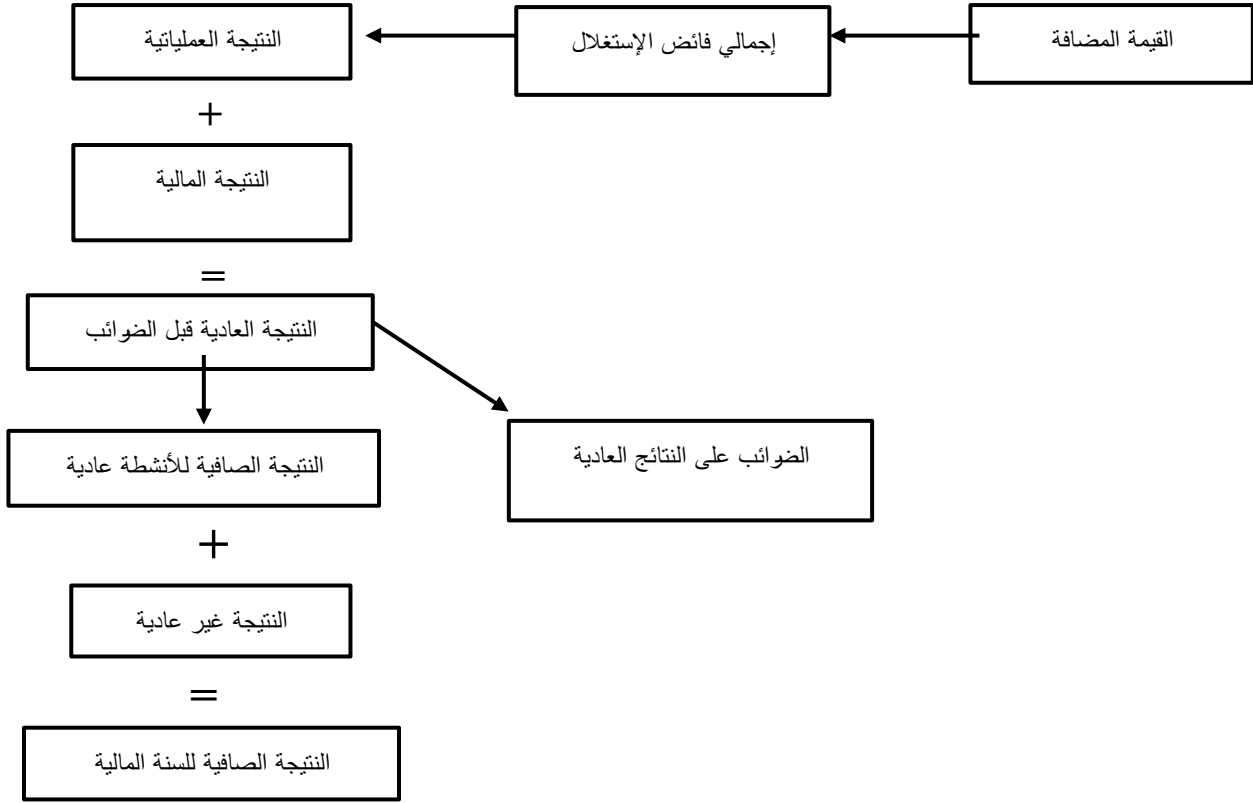 القيمة المضافة
إجمالي فائض الإستغلال
النتيجة العملياتية
+
النتيجة المالية
=
النتيجة العادية قبل الضوائب
الضوائب على النتائج العادية
النتيجة الصافية للأنشطة عادية
+
النتيجة غير عادية
=
النتيجة الصافية للسنة المالية